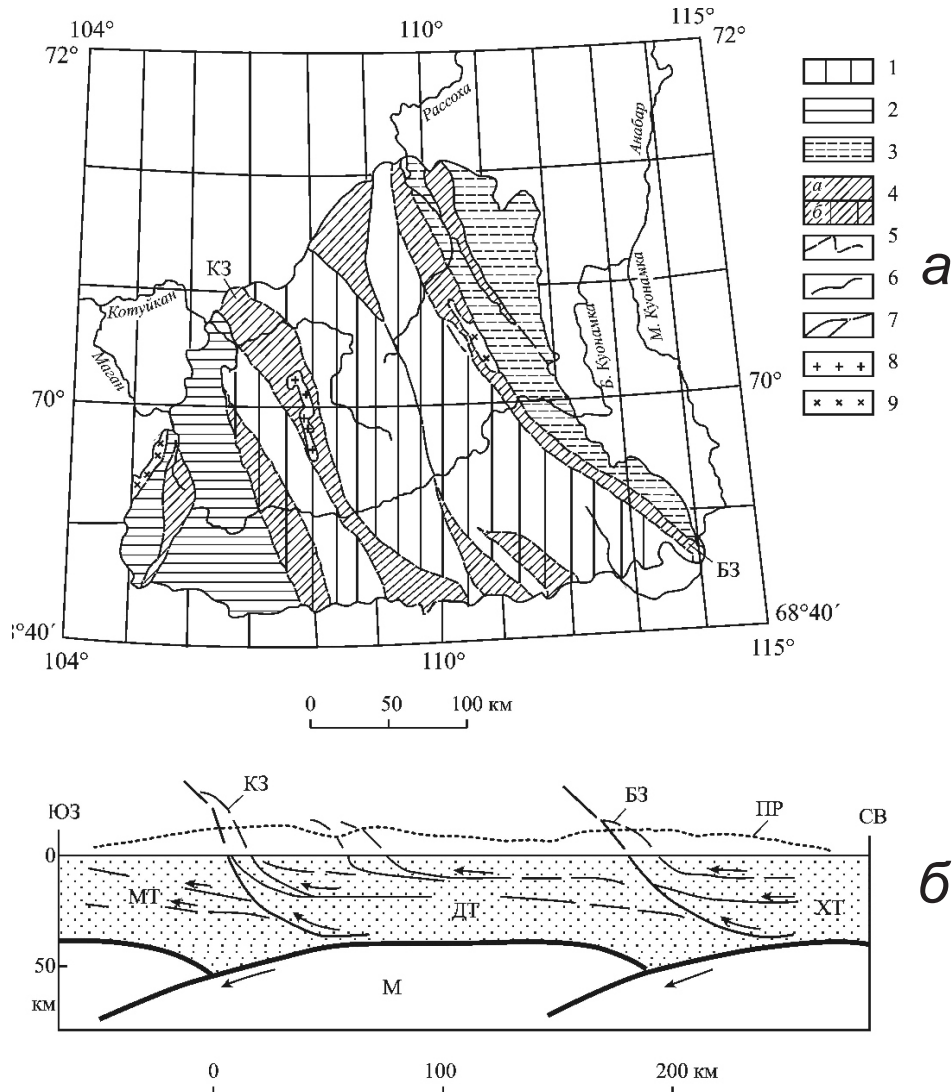 104° 110° 115°
72° 72°
Рассоха
Анабар
1
2
3
а 4
б
5
6
7
8
9
а
КЗ
Котуйкан
Маган
Б. Куонамка
М. Куонамка
70° 70°
БЗ
68°40´
8°40´
104° 110° 115°
0 50 100 км
ЮЗ КЗ БЗ ПР СВ
0
МТ ДТ ХТ
б
50
км
М
0 100 200 км